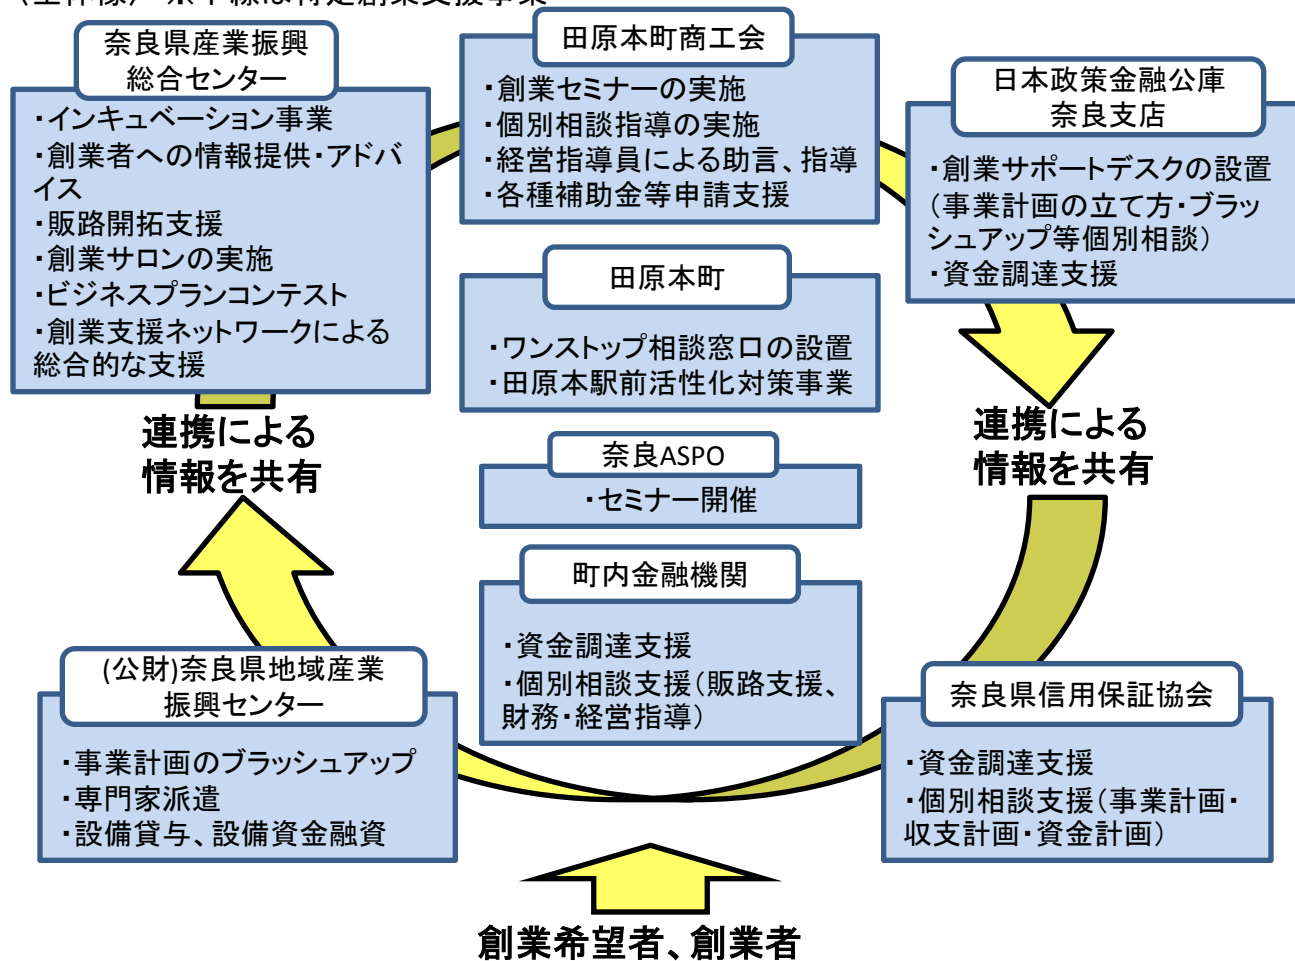 奈良県産業振興
総合センター
・インキュベーション事業
・創業者への情報提供・アドバ
イス
・販路開拓支援
・創業サロンの実施
・ビジネスプランコンテスト
・創業支援ネットワークによる
総合的な支援
田原本町商工会
・創業セミナーの実施
・個別相談指導の実施
・経営指導員による助言、指導
・各種補助金等申請支援
日本政策金融公庫
奈良支店
・創業サポートデスクの設置
（事業計画の立て方・ブラッ
シュアップ等個別相談）
・資金調達支援
田原本町
・ワンストップ相談窓口の設置
・田原本駅前活性化対策事業
連携による
情報を共有
奈良ASPO
・セミナー開催
連携による
情報を共有
町内金融機関
・資金調達支援
・個別相談支援（販路支援、
財務・経営指導）
(公財)奈良県地域産業
振興センター
・事業計画のブラッシュアップ
・専門家派遣
・設備貸与、設備資金融資
奈良県信用保証協会
・資金調達支援
・個別相談支援（事業計画・
収支計画・資金計画）
創業希望者、創業者